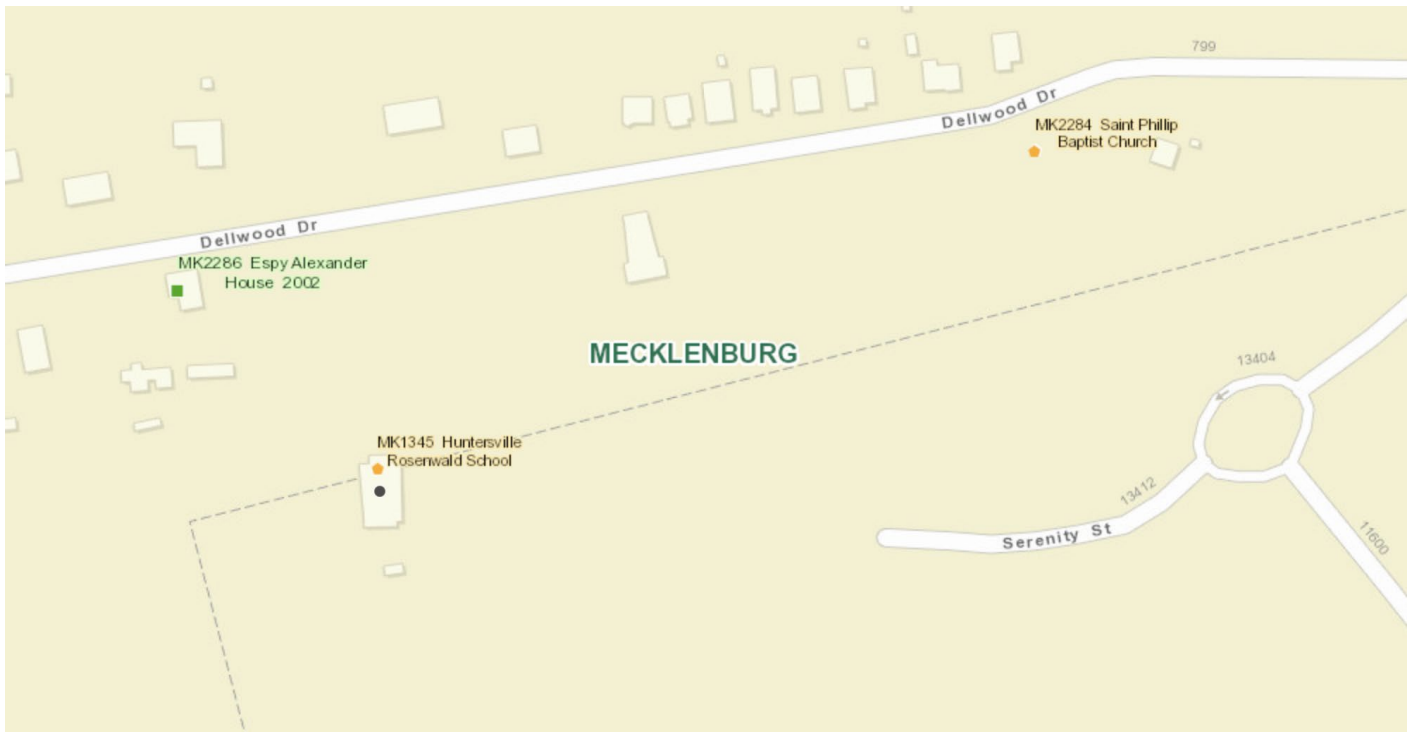 799
Dellwood Dr
MK2284 Saint Phillip
Baptist Church
Dellwood Dr
MK2286 Espy Alexander
House 2002
MECKLENBURG
13404
MK1345 Huntersville
Rosenwald School
13412
Serenity St
11600